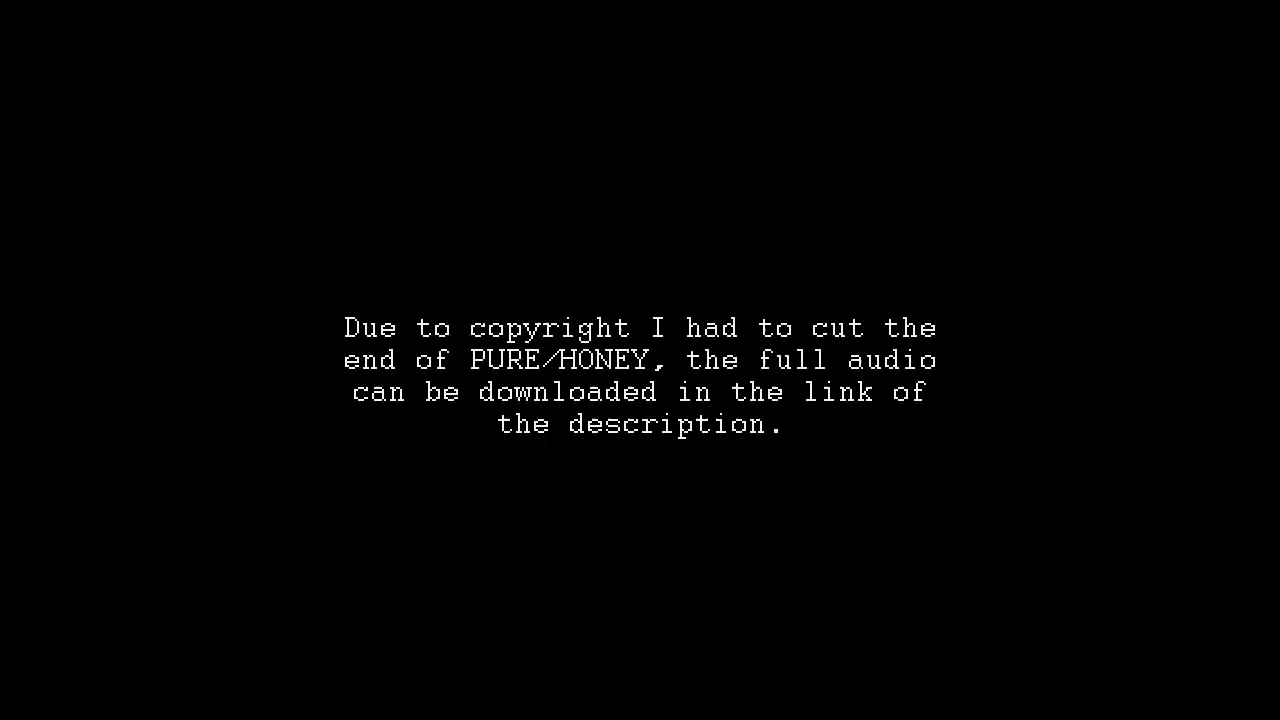 Due to copyright I had to cut the
end of PURE/HONEY, the full audio
can be downloaded in the link of
the description.